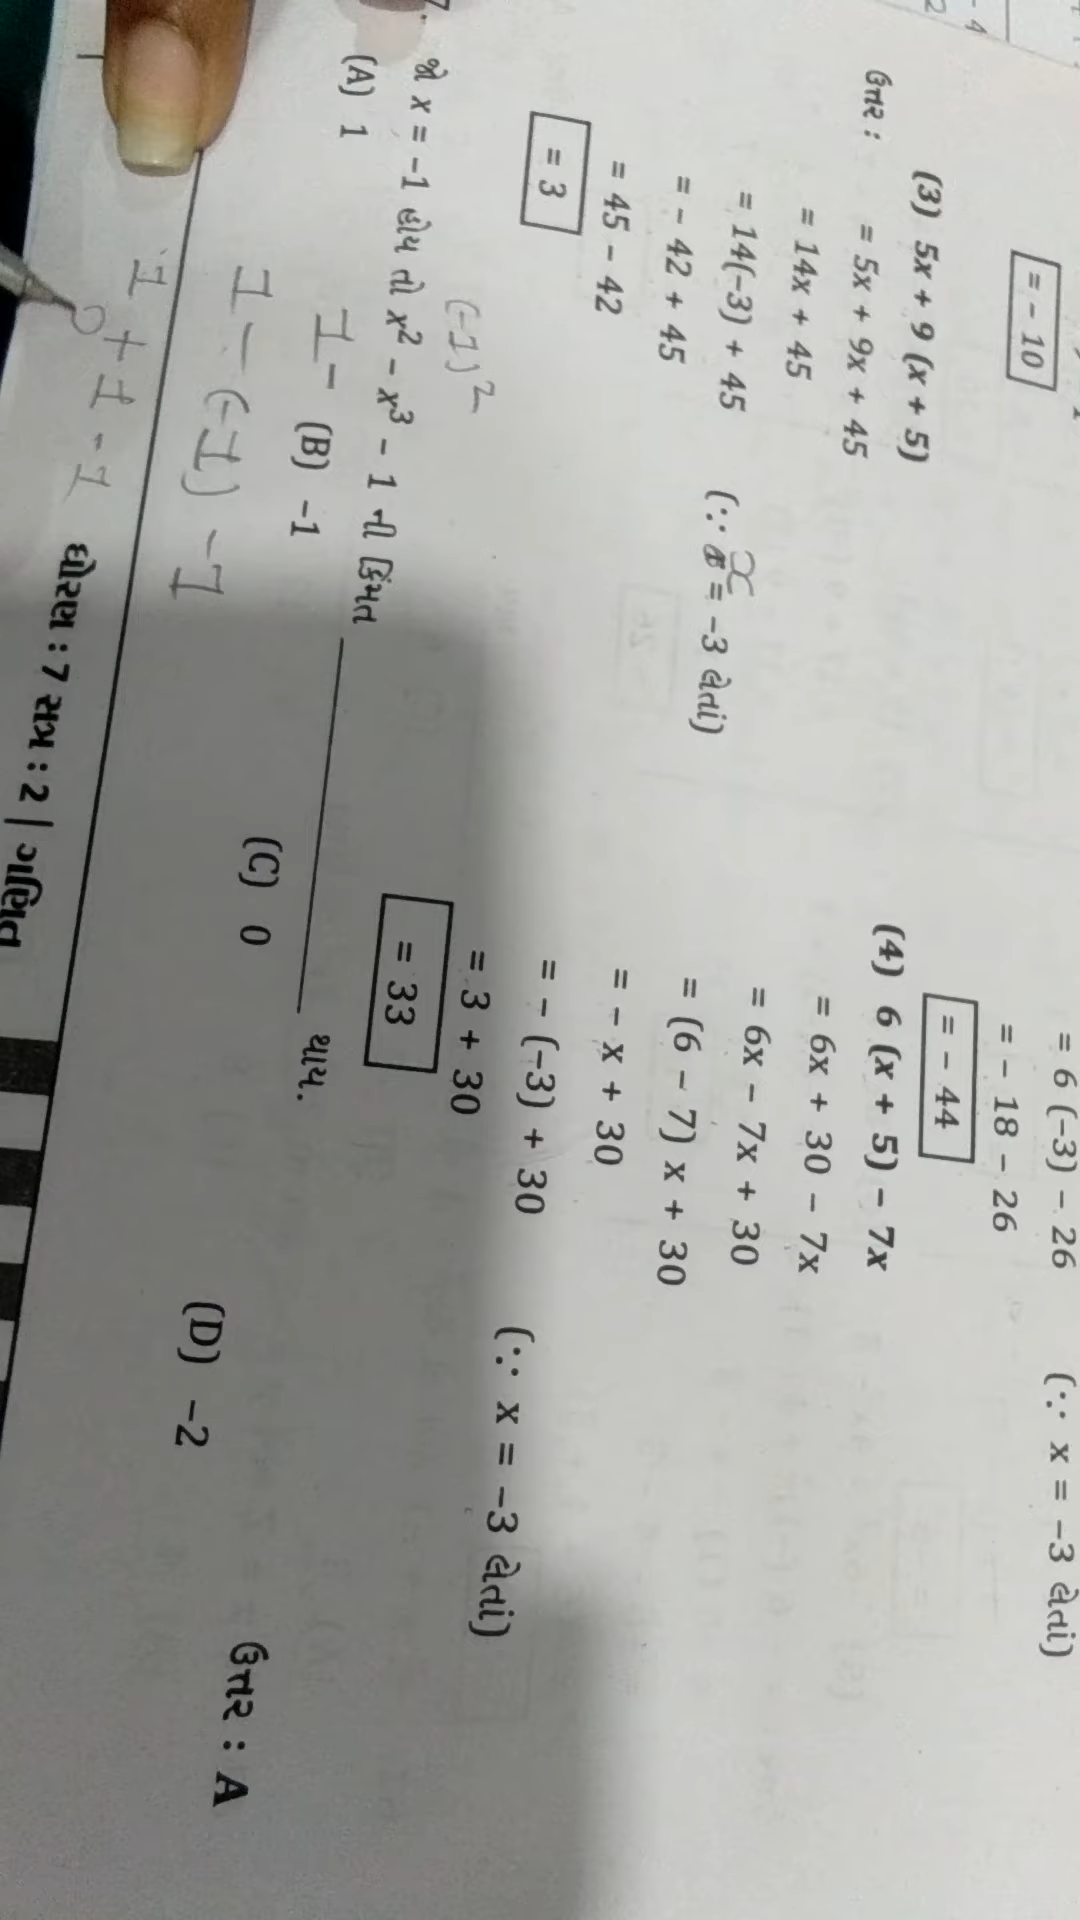 = - 10
(3) 5x + 9 (x + 5)
ઉત્તર : = 5x + 9x + 45
= 14x + 45
= 14(-3) + 45 (∵ x = -3 લેતાં)
= - 42 + 45
= 45 - 42
= 3
= 6 (-3) - 26 (∵ x = -3 લેતાં)
= - 18 - 26
= - 44
(4) 6 (x + 5) - 7x
= 6x + 30 - 7x
= 6x - 7x + 30
= (6 - 7) x + 30
= - x + 30
= - (-3) + 30 (∵ x = -3 લેતાં)
= 3 + 30
= 33
(-1)²
7. જો x = -1 હોય તો x² - x³ - 1 ની કિંમત ______ થાય.
(A) 1 (B) -1 (C) 0 (D) -2
ઉત્તર : A
1 -
1 - (-1) - 1
1 + 1 - 1
ધોરણ : 7 સત્ર : 2 | ગણિત